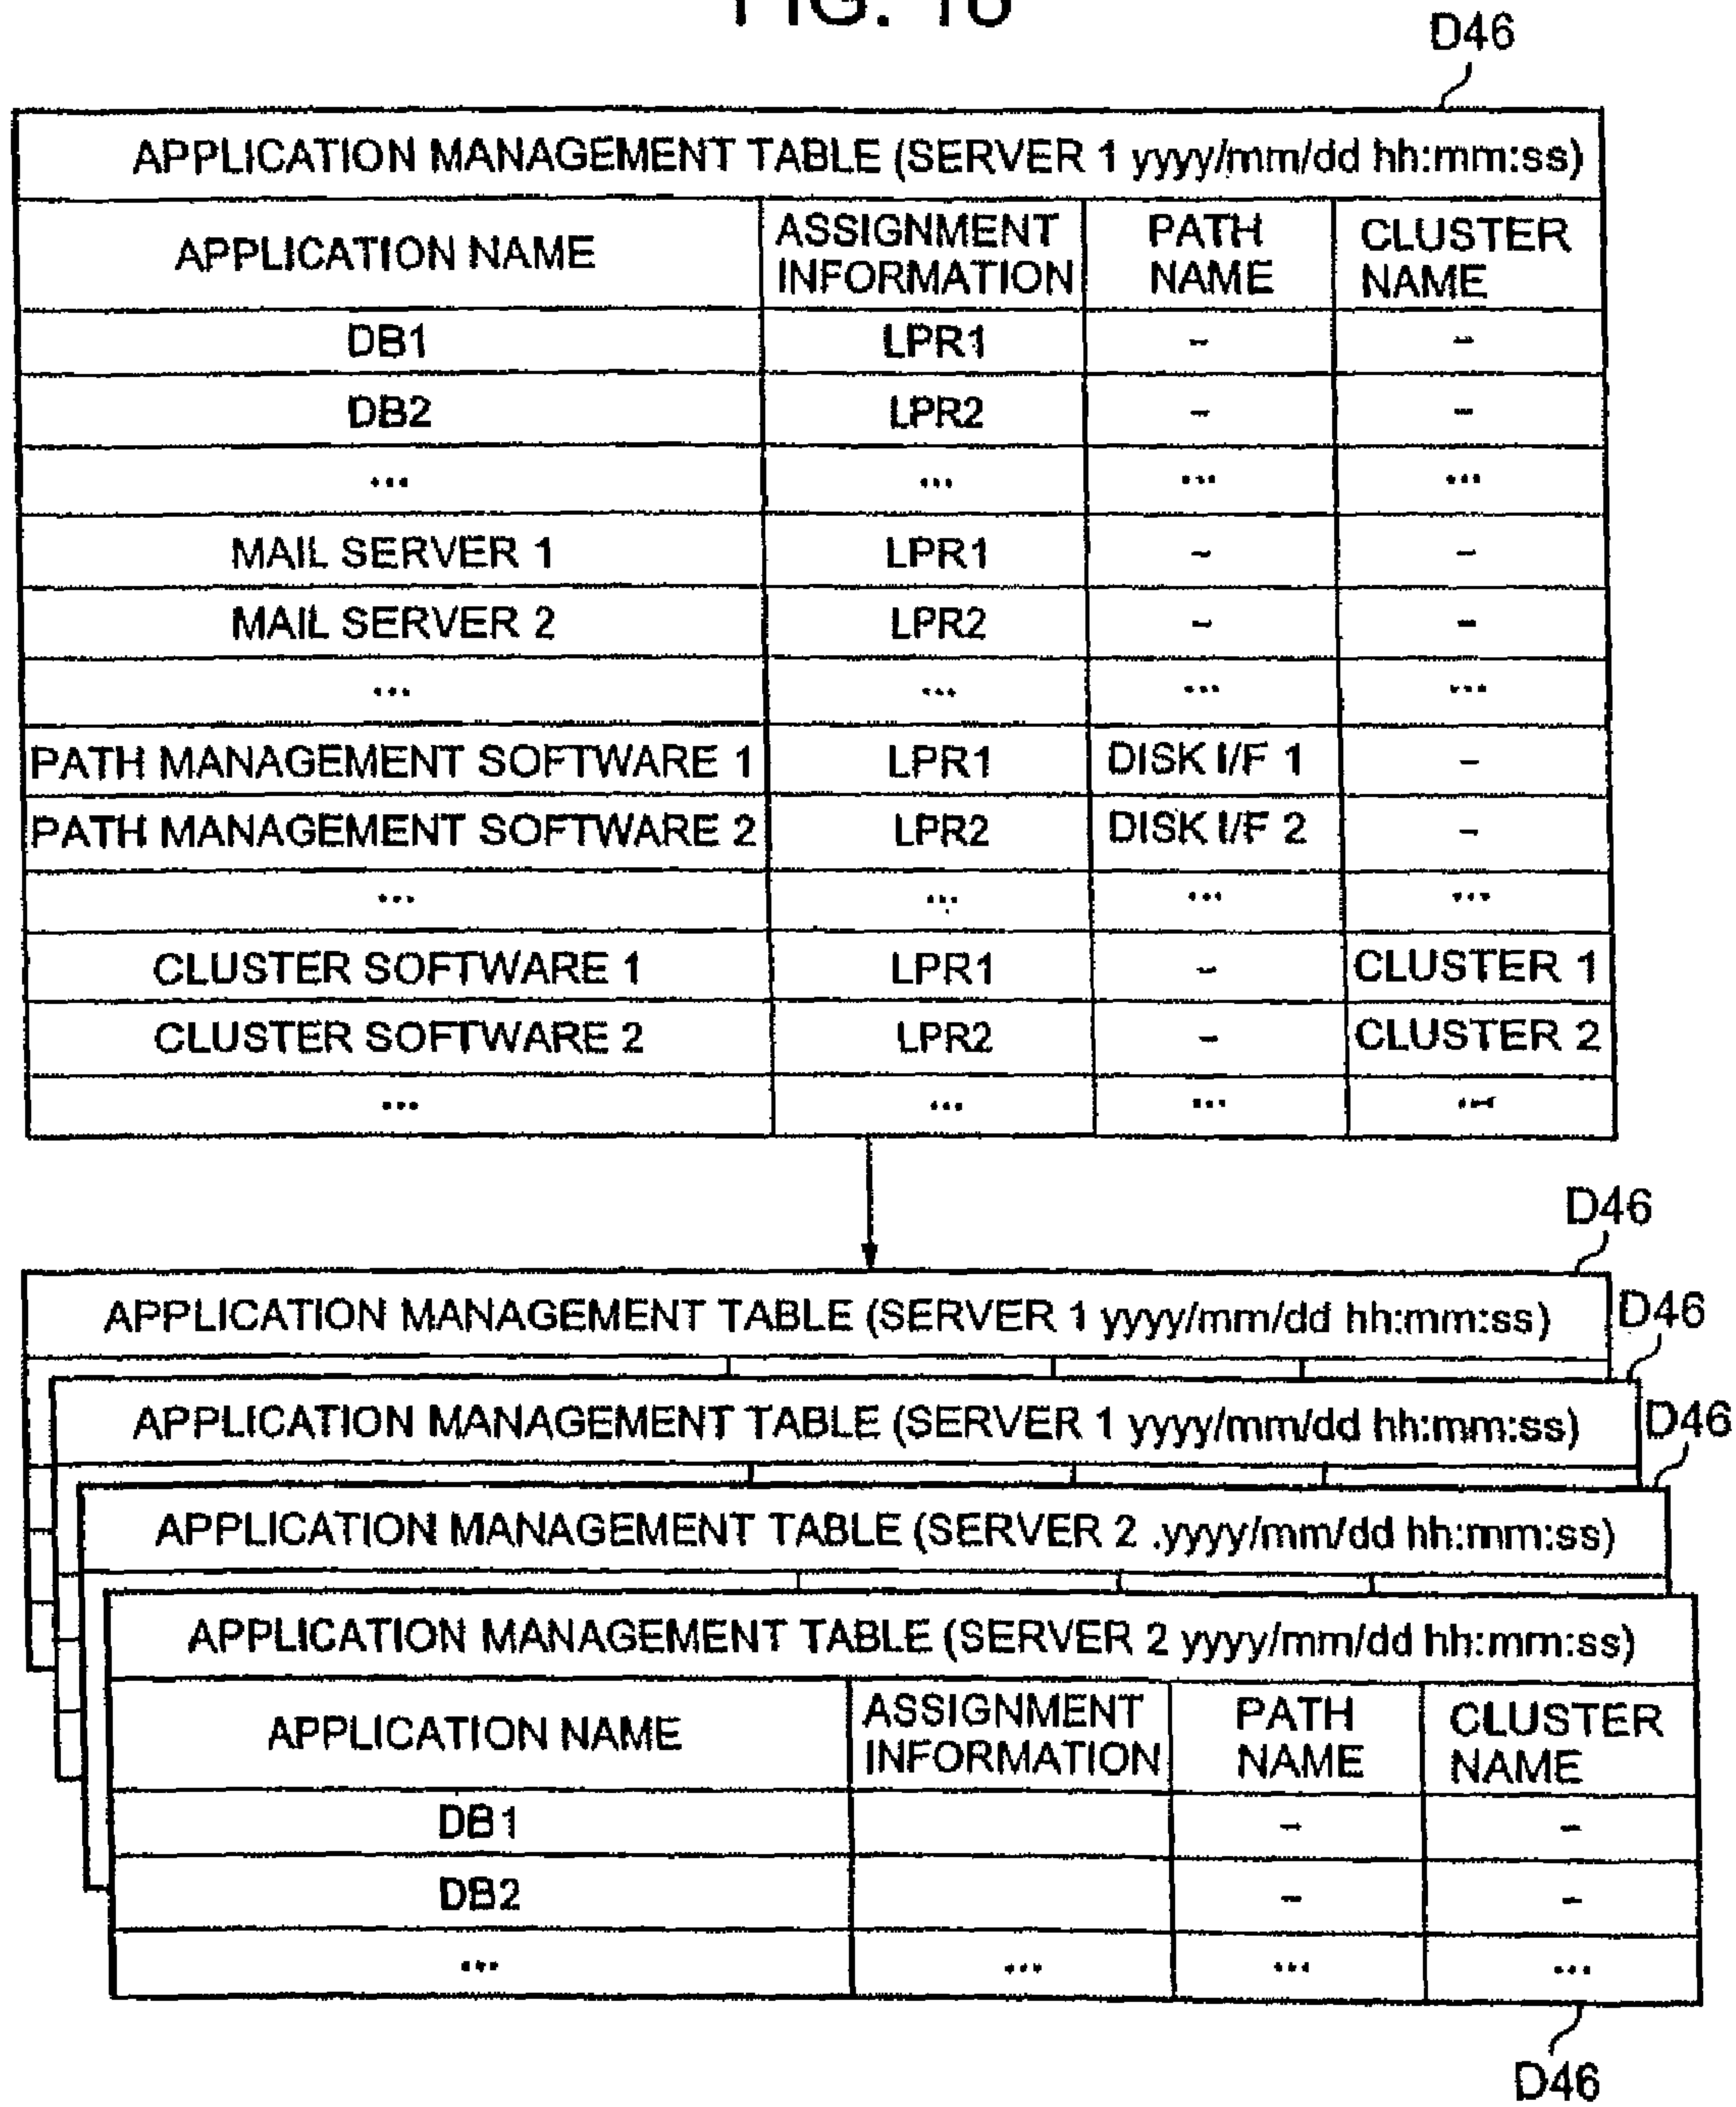 FIG. 16
D46
APPLICATION MANAGEMENT TABLE (SERVER 1 yyyy/mm/dd hh:mm:ss)
APPLICATION NAME ASSIGNMENT INFORMATION PATH NAME CLUSTER NAME
DB1 LPR1 - -
DB2 LPR2 - -
... ... ... ...
MAIL SERVER 1 LPR1 - -
MAIL SERVER 2 LPR2 - -
... ... ... ...
PATH MANAGEMENT SOFTWARE 1 LPR1 DISK I/F 1 -
PATH MANAGEMENT SOFTWARE 2 LPR2 DISK I/F 2 -
... ... ... ...
CLUSTER SOFTWARE 1 LPR1 - CLUSTER 1
CLUSTER SOFTWARE 2 LPR2 - CLUSTER 2
... ... ... ...
D46
APPLICATION MANAGEMENT TABLE (SERVER 1 yyyy/mm/dd hh:mm:ss)
D46
APPLICATION MANAGEMENT TABLE (SERVER 1 yyyy/mm/dd hh:mm:ss)
D46
APPLICATION MANAGEMENT TABLE (SERVER 2 .yyyy/mm/dd hh:mm:ss)
APPLICATION MANAGEMENT TABLE (SERVER 2 yyyy/mm/dd hh:mm:ss)
APPLICATION NAME ASSIGNMENT INFORMATION PATH NAME CLUSTER NAME
DB1 - -
DB2 - -
... ... ... ...
D46